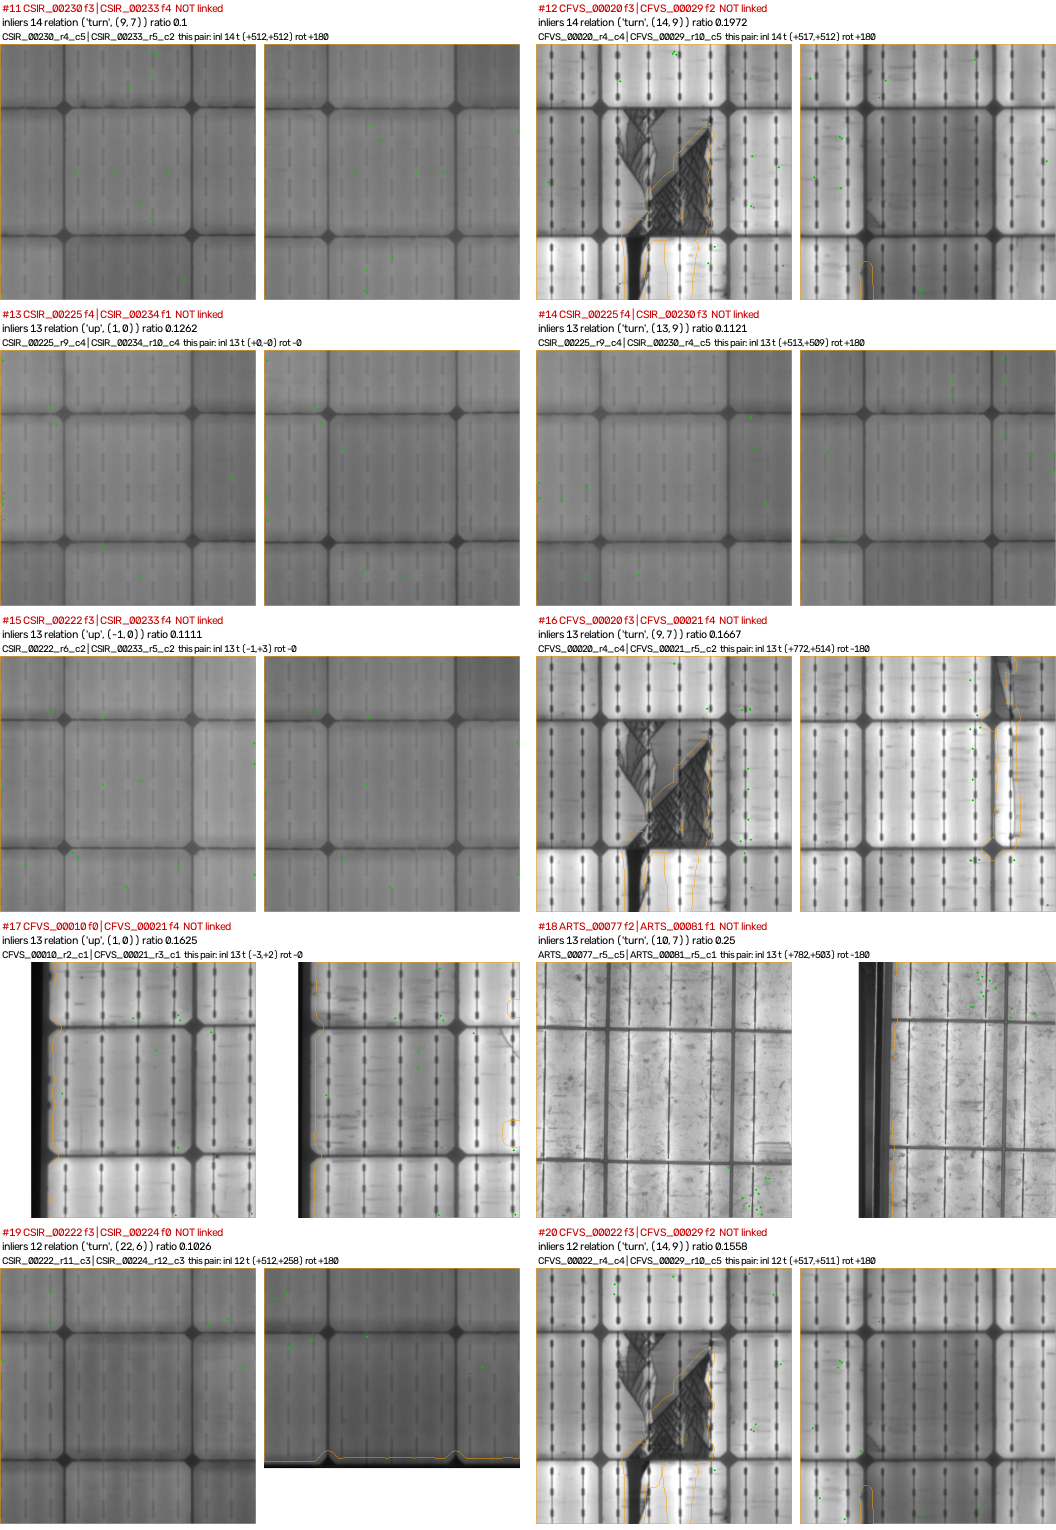 #11 CSIR_00230 f3 | CSIR_00233 f4 NOT linked
inliers 14 relation ('turn', (9, 7) ) ratio 0.1
CSIR_00230_r4_c5 | CSIR_00233_r5_c2 this pair: inl 14 t (+512,+512) rot +180
#12 CFVS_00020 f3 | CFVS_00029 f2 NOT linked
inliers 14 relation ('turn', (14, 9) ) ratio 0.1972
CFVS_00020_r4_c4 | CFVS_00029_r10_c5 this pair: inl 14 t (+517,+512) rot +180
#13 CSIR_00225 f4 | CSIR_00234 f1 NOT linked
inliers 13 relation ('up', (1, 0) ) ratio 0.1262
CSIR_00225_r9_c4 | CSIR_00234_r10_c4 this pair: inl 13 t (+0,-0) rot -0
#14 CSIR_00225 f4 | CSIR_00230 f3 NOT linked
inliers 13 relation ('turn', (13, 9) ) ratio 0.1121
CSIR_00225_r9_c4 | CSIR_00230_r4_c5 this pair: inl 13 t (+513,+509) rot +180
#15 CSIR_00222 f3 | CSIR_00233 f4 NOT linked
inliers 13 relation ('up', (-1, 0) ) ratio 0.1111
CSIR_00222_r6_c2 | CSIR_00233_r5_c2 this pair: inl 13 t (-1,+3) rot -0
#16 CFVS_00020 f3 | CFVS_00021 f4 NOT linked
inliers 13 relation ('turn', (9, 7) ) ratio 0.1667
CFVS_00020_r4_c4 | CFVS_00021_r5_c2 this pair: inl 13 t (+772,+514) rot -180
#17 CFVS_00010 f0 | CFVS_00021 f4 NOT linked
inliers 13 relation ('up', (1, 0) ) ratio 0.1625
CFVS_00010_r2_c1 | CFVS_00021_r3_c1 this pair: inl 13 t (-3,+2) rot -0
#18 ARTS_00077 f2 | ARTS_00081 f1 NOT linked
inliers 13 relation ('turn', (10, 7) ) ratio 0.25
ARTS_00077_r5_c5 | ARTS_00081_r5_c1 this pair: inl 13 t (+782,+503) rot -180
#19 CSIR_00222 f3 | CSIR_00224 f0 NOT linked
inliers 12 relation ('turn', (22, 6) ) ratio 0.1026
CSIR_00222_r11_c3 | CSIR_00224_r12_c3 this pair: inl 12 t (+512,+258) rot +180
#20 CFVS_00022 f3 | CFVS_00029 f2 NOT linked
inliers 12 relation ('turn', (14, 9) ) ratio 0.1558
CFVS_00022_r4_c4 | CFVS_00029_r10_c5 this pair: inl 12 t (+517,+511) rot +180